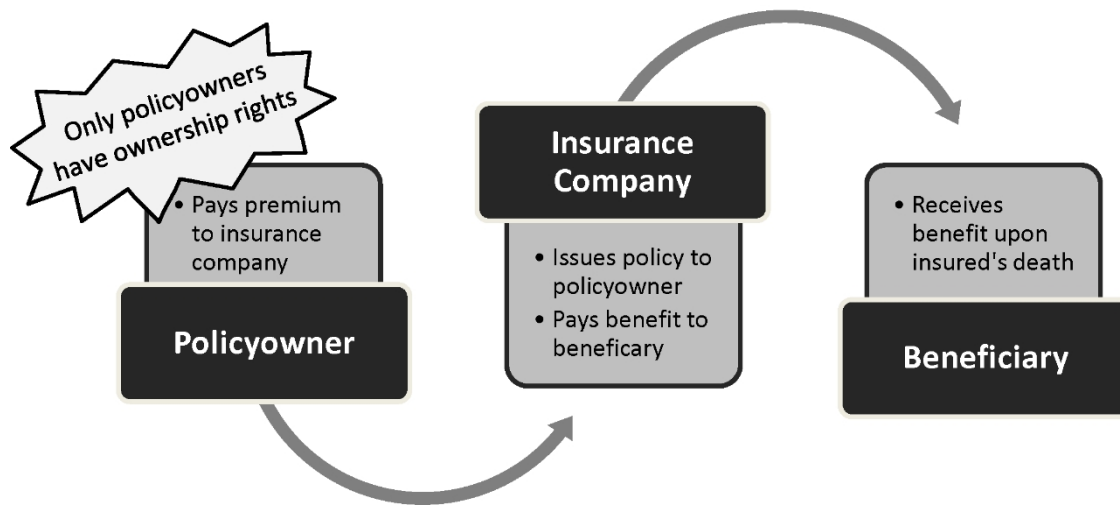 Only policyowners
have ownership rights
• Pays premium
to insurance
company
Policyowner
Insurance
Company
• Issues policy to
policyowner
• Pays benefit to
beneficary
• Receives
benefit upon
insured's death
Beneficiary